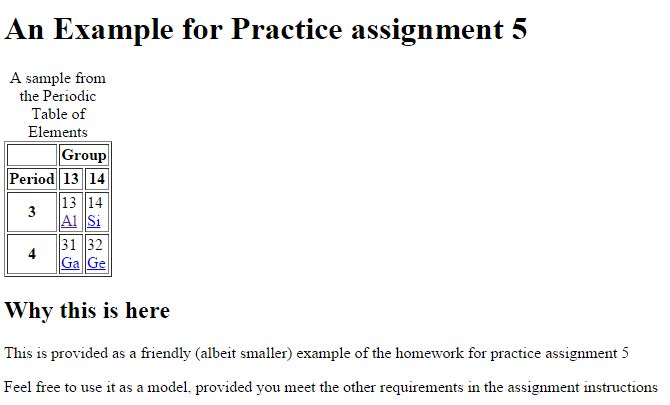 An Example for Practice assignment 5
A sample from
the Periodic
Table of
Elements
Group
Period 13 14
3 13 Al 14 Si
4 31 Ga 32 Ge
Why this is here
This is provided as a friendly (albeit smaller) example of the homework for practice assignment 5
Feel free to use it as a model, provided you meet the other requirements in the assignment instructions